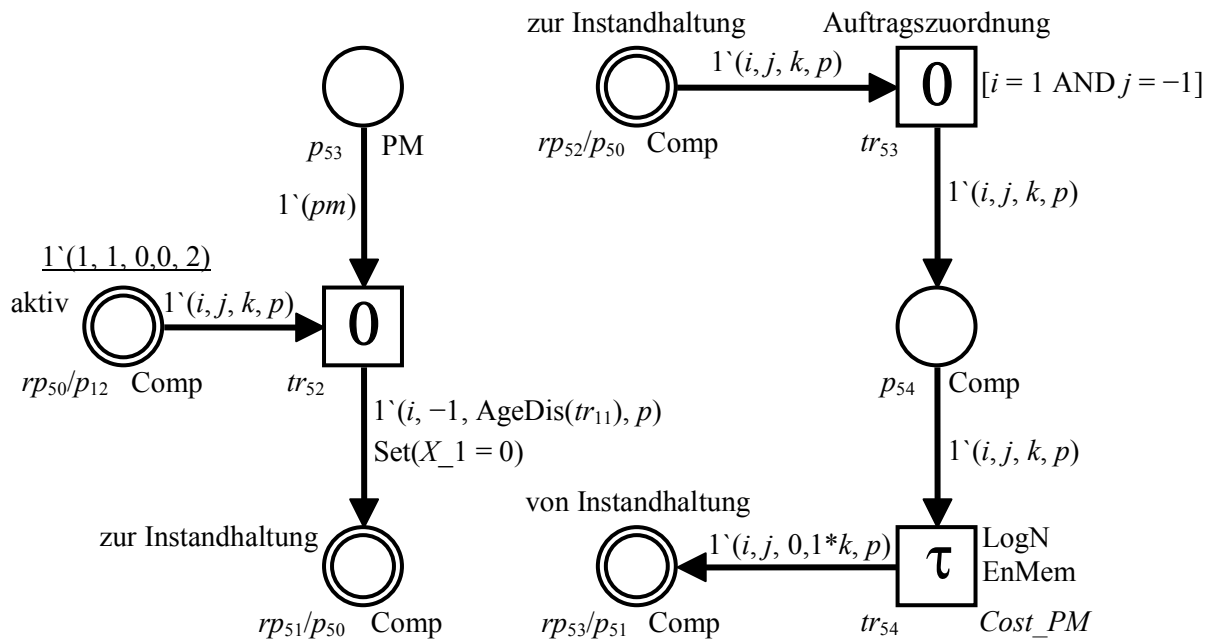 zur Instandhaltung
Auftragszuordnung
1`(i, j, k, p)
0
[i = 1 AND j = −1]
p53 PM
rp52/p50 Comp
tr53
1`(pm)
1`(i, j, k, p)
1`(1, 1, 0,0, 2)
aktiv
1`(i, j, k, p)
0
rp50/p12 Comp
tr52
p54 Comp
1`(i, −1, AgeDis(tr11), p)
Set(X_1 = 0)
1`(i, j, k, p)
zur Instandhaltung
von Instandhaltung
1`(i, j, 0,1*k, p)
τ
LogN
EnMem
rp51/p50 Comp
rp53/p51 Comp
tr54
Cost_PM